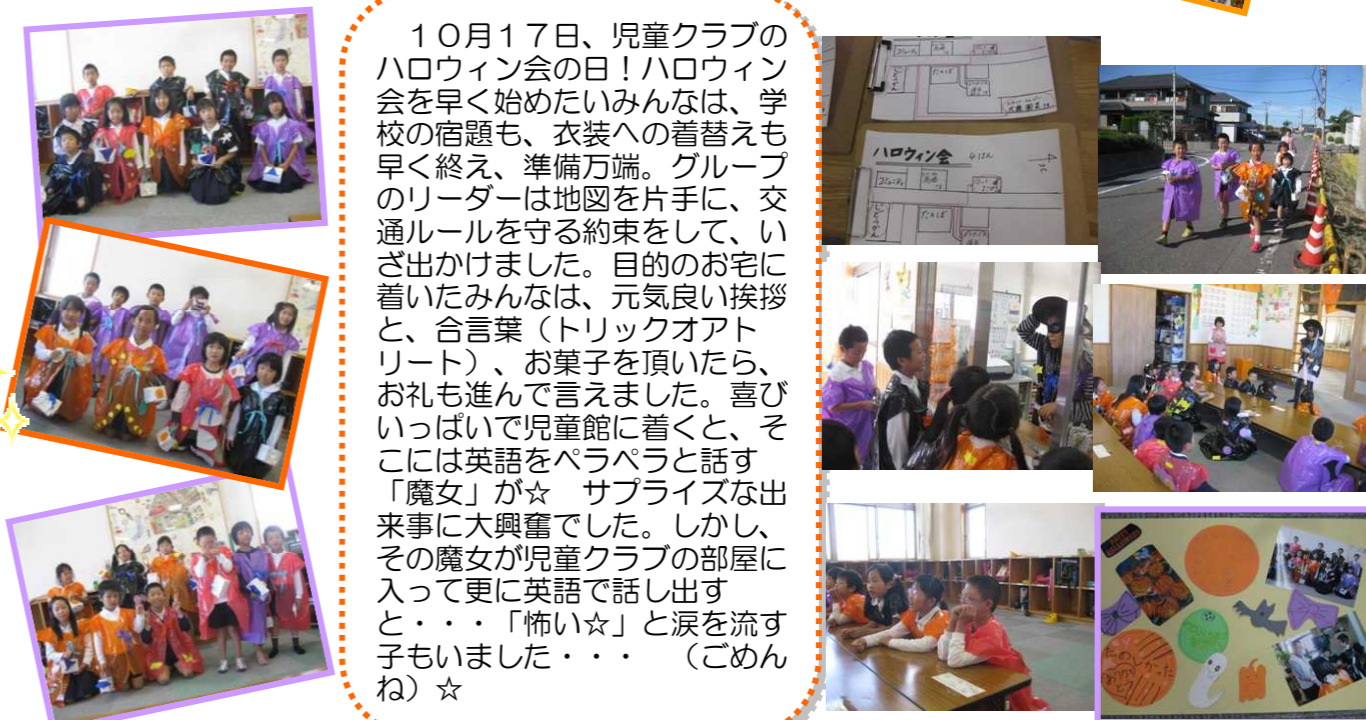 １０月１７日、児童クラブの
ハロウィン会の日！ハロウィン
会を早く始めたいみんなは、学
校の宿題も、衣装への着替えも
早く終え、準備万端。グループ
のリーダーは地図を片手に、交
通ルールを守る約束をして、い
ざ出かけました。目的のお宅に
着いたみんなは、元気良い挨拶
と、合言葉（トリックオアト
リート）、お菓子を頂いたら、
お礼も進んで言えました。喜び
いっぱいで児童館に着くと、そ
こには英語をペラペラと話す
「魔女」が☆　サプライズな出
来事に大興奮でした。しかし、
その魔女が児童クラブの部屋に
入って更に英語で話し出す
と・・・「怖い☆」と涙を流す
子もいました・・・　（ごめん
ね）☆
ハロウィン会
たんぼ